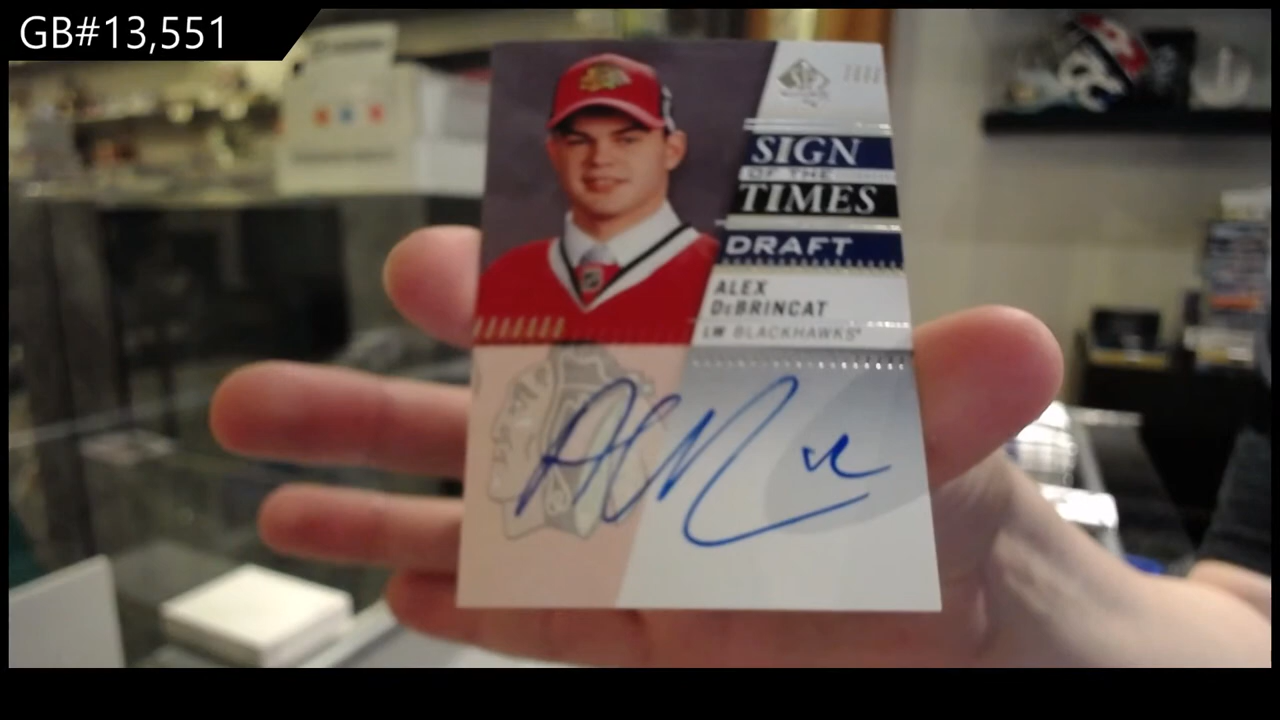 GB#13,551
SIGN
OF THE
TIMES
DRAFT
ALEX
DeBRINCAT
LW BLACKHAWKS